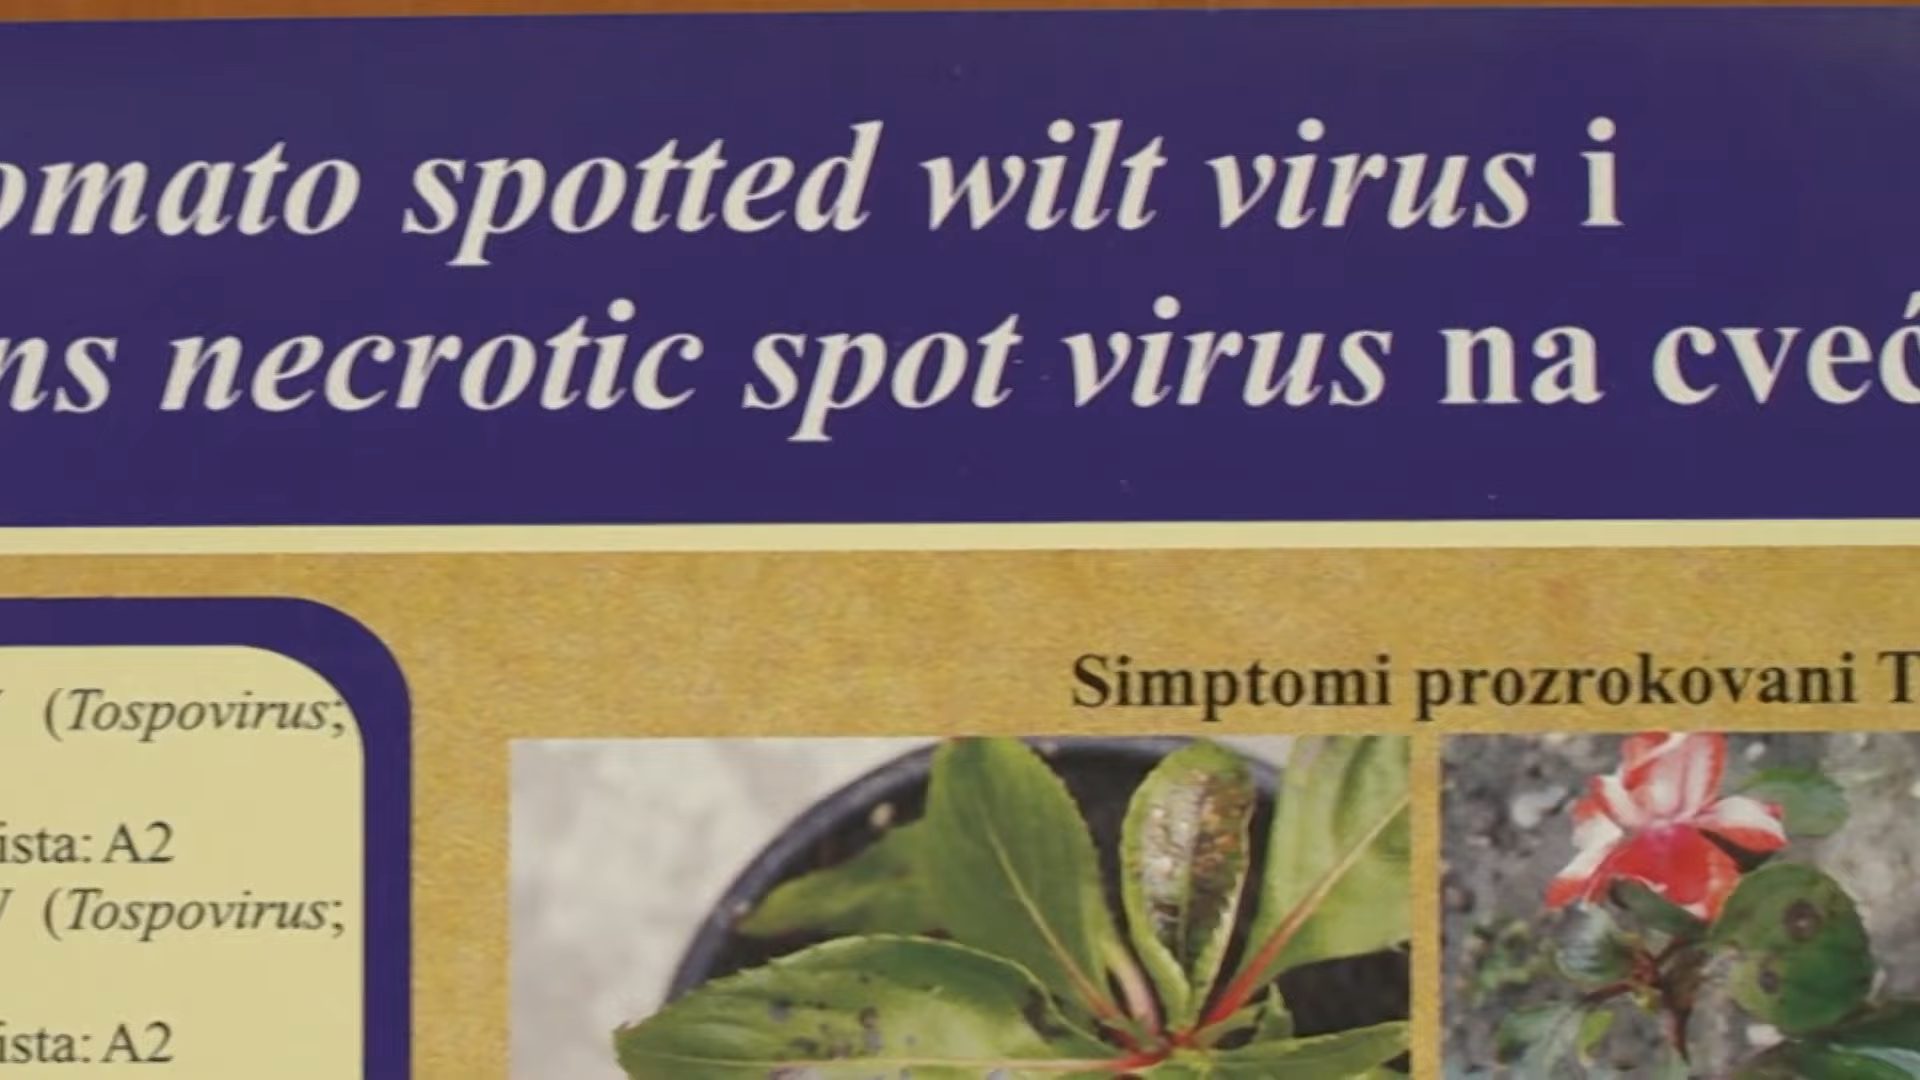 omato spotted wilt virus i
ns necrotic spot virus na cveć
(Tospovirus;
ista: A2
(Tospovirus;
ista: A2
Simptomi prozrokovani T